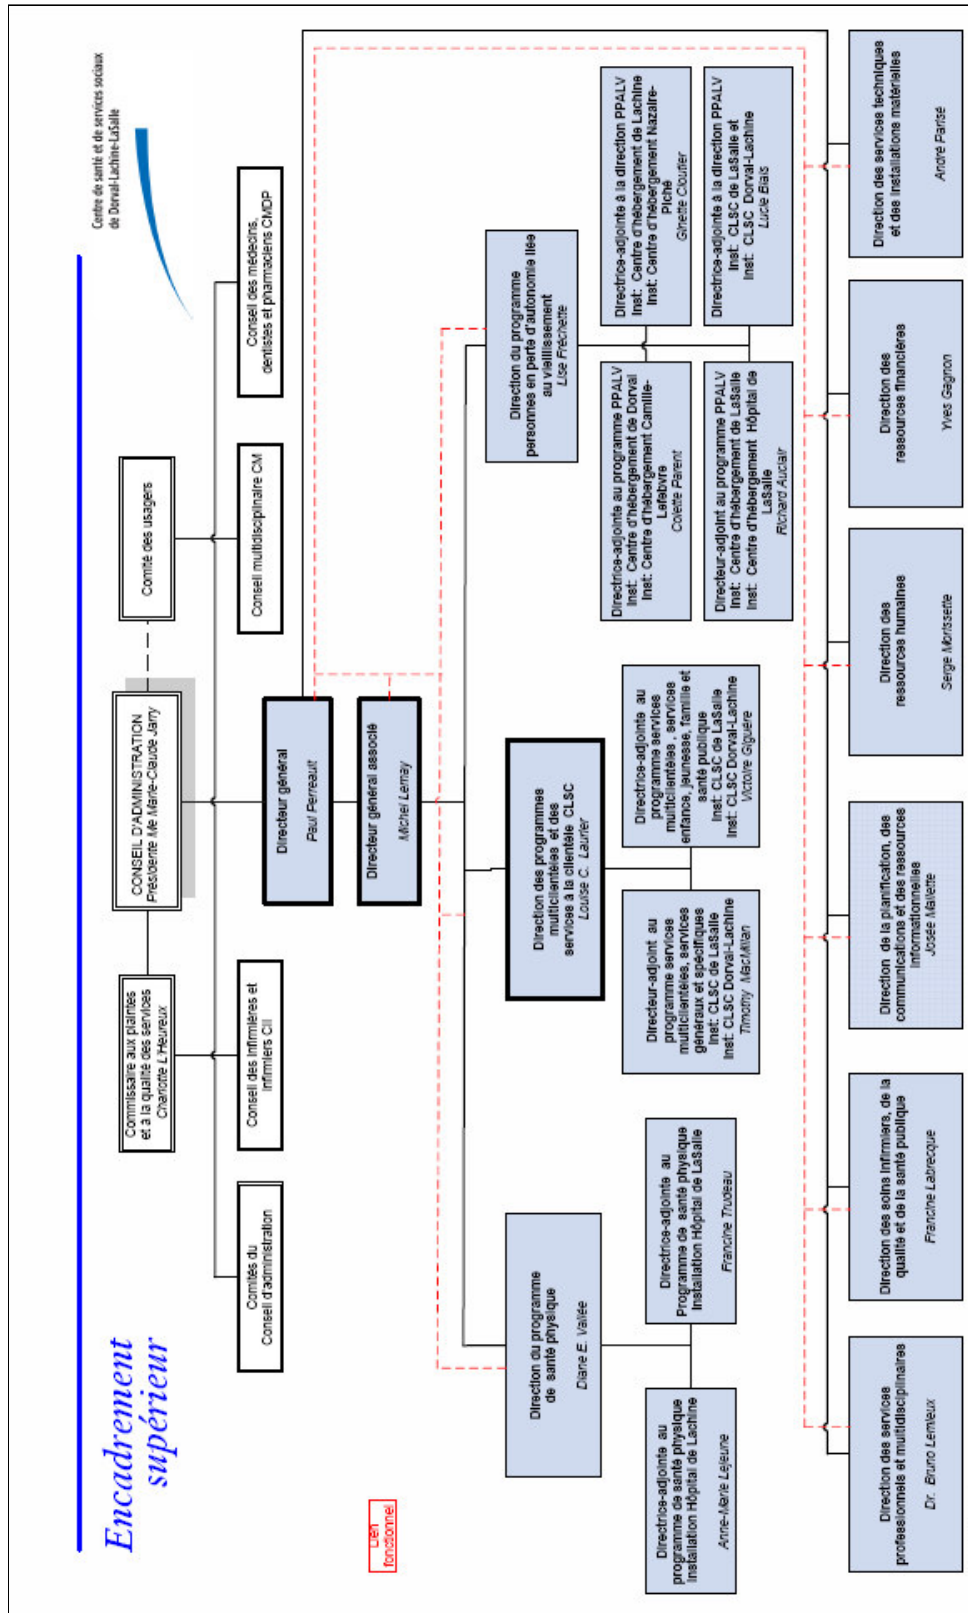 Encadrement
supérieur
Centre de santé et de services sociaux
de Dorval-Lachine-LaSalle
Lien
fonctionnel
Commissaire aux plaintes
et à la qualité des services
Charlotte L'Heureux
CONSEIL D'ADMINISTRATION
Présidente Me Marie-Claude Jarry
Comité des usagers
Comités du
Conseil d'administration
Conseil des infirmières et
infirmiers CII
Conseil multidisciplinaire CM
Conseil des médecins,
dentistes et pharmaciens CMDP
Directeur général
Paul Perreault
Directeur général associé
Michel Lemay
Direction du programme
de santé physique
Diane E. Vallée
Direction des programmes
multiclientèles et des
services à la clientèle CLSC
Louise C. Laurier
Direction du programme
personnes en perte d'autonomie liée
au vieillissement
Lise Fréchette
Directrice-adjointe au
programme de santé physique
Installation Hôpital de Lachine
Anne-Marie Lejeune
Directrice-adjointe au
Programme de santé physique
Installation Hôpital de LaSalle
Francine Trudeau
Directeur-adjoint au
programme services
multiclientèles, services
généraux et spécifiques
Inst: CLSC de LaSalle
Inst: CLSC Dorval-Lachine
Timothy MacMillan
Directrice-adjointe au
programme services
multiclientèles , services
enfance, jeunesse, famille et
santé publique
Inst: CLSC de LaSalle
Inst: CLSC Dorval-Lachine
Victoire Giguère
Directrice-adjointe au programme PPALV
Inst: Centre d'hébergement de Dorval
Inst: Centre d'hébergement Camille-
Lefebvre
Colette Parent
Directrice-adjointe à la direction PPALV
Inst: Centre d'hébergement de Lachine
Inst: Centre d'hébergement Nazaire-
Piché
Ginette Cloutier
Directeur-adjoint au programme PPALV
Inst: Centre d'hébergement de LaSalle
Inst: Centre d'hébergement Hôpital de
LaSalle
Richard Auclair
Directrice-adjointe à la direction PPALV
Inst: CLSC de LaSalle et
Inst: CLSC Dorval-Lachine
Lucie Blais
Direction des services
professionnels et multidisciplinaires
Dr. Bruno Lemieux
Direction des soins infirmiers, de la
qualité et de la santé publique
Francine Labrecque
Direction de la planification, des
communications et des ressources
informationnelles
Josée Mallette
Direction des
ressources humaines
Serge Morissette
Direction des
ressources financières
Yves Gagnon
Direction des services techniques
et des installations matérielles
André Parisé